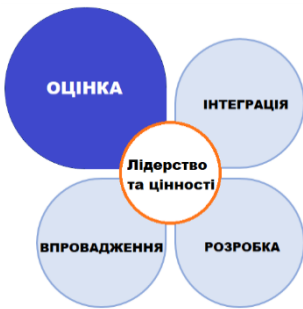 ОЦІНКА
ІНТЕГРАЦІЯ
Лідерство
та цінності
ВПРОВАДЖЕННЯ
РОЗРОБКА